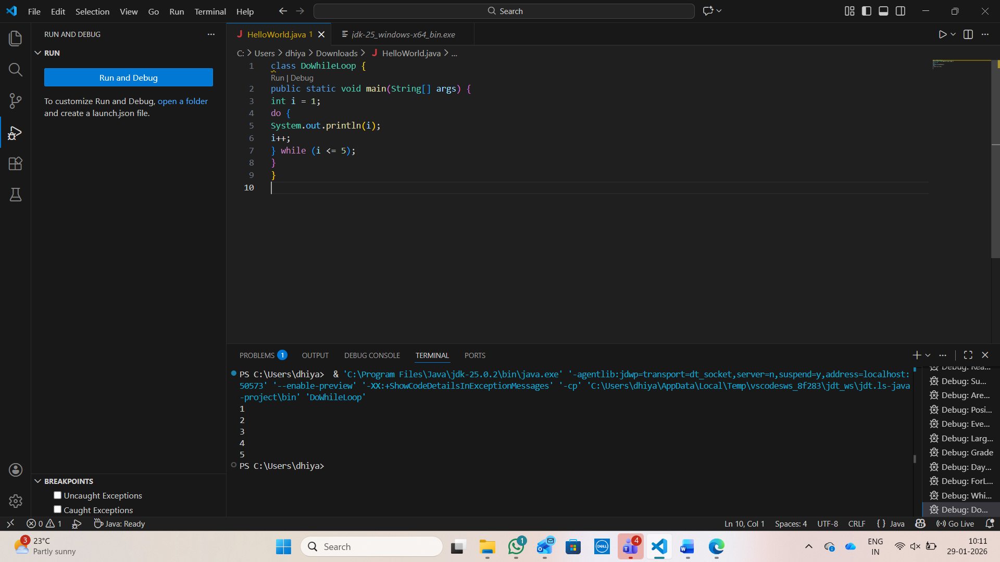 File Edit Selection View Go Run Terminal Help
Search
RUN AND DEBUG
RUN
Run and Debug
To customize Run and Debug, open a folder
and create a launch.json file.
HelloWorld.java 1
jdk-25_windows-x64_bin.exe
C: > Users > dhiya > Downloads > HelloWorld.java > ...
1 class DoWhileLoop {
Run | Debug
2 public static void main(String[] args) {
3 int i = 1;
4 do {
5 System.out.println(i);
6 i++;
7 } while (i <= 5);
8 }
9 }
10
PROBLEMS 1 OUTPUT DEBUG CONSOLE TERMINAL PORTS
PS C:\Users\dhiya>  & 'C:\Program Files\Java\jdk-25.0.2\bin\java.exe' '-agentlib:jdwp=transport=dt_socket,server=n,suspend=y,address=localhost:
50573' '--enable-preview' '-XX:+ShowCodeDetailsInExceptionMessages' '-cp' 'C:\Users\dhiya\AppData\Local\Temp\vscodesws_8f283\jdt_ws\jdt.ls-java
-project\bin' 'DoWhileLoop'
1
2
3
4
5
PS C:\Users\dhiya>
Debug: Rea...
Debug: Su...
Debug: Are...
Debug: Posi...
Debug: Eve...
Debug: Larg...
Debug: Grade
Debug: Day...
Debug: ForL...
Debug: Whi...
Debug: Do...
BREAKPOINTS
Uncaught Exceptions
Caught Exceptions
0 1 Java: Ready
Ln 10, Col 1 Spaces: 4 UTF-8 CRLF {} Java Go Live
3
23°C
Partly sunny
Search
1
DELL
4
T
W
ENG
IN
10:11
29-01-2026